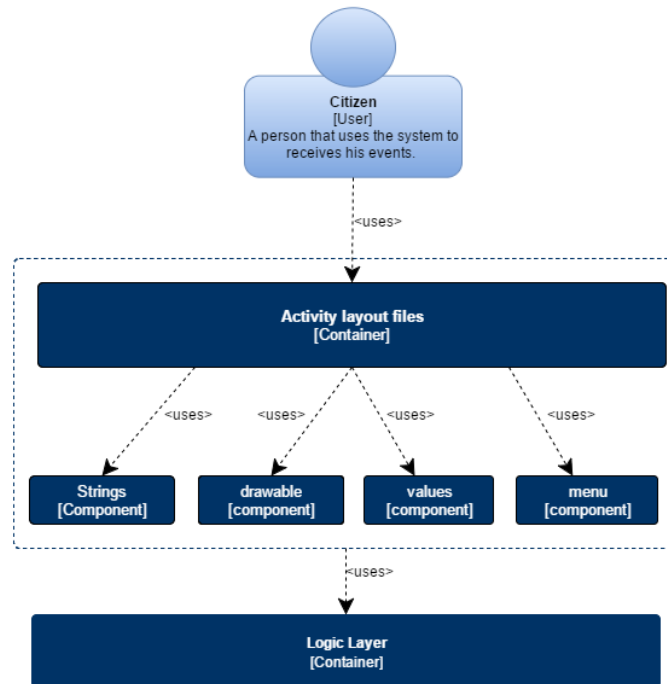 Citizen
[User]
A person that uses the system to
receives his events.
<uses>
Activity layout files
[Container]
<uses> <uses> <uses> <uses>
Strings
[Component]
drawable
[component]
values
[component]
menu
[component]
<uses>
Logic Layer
[Container]